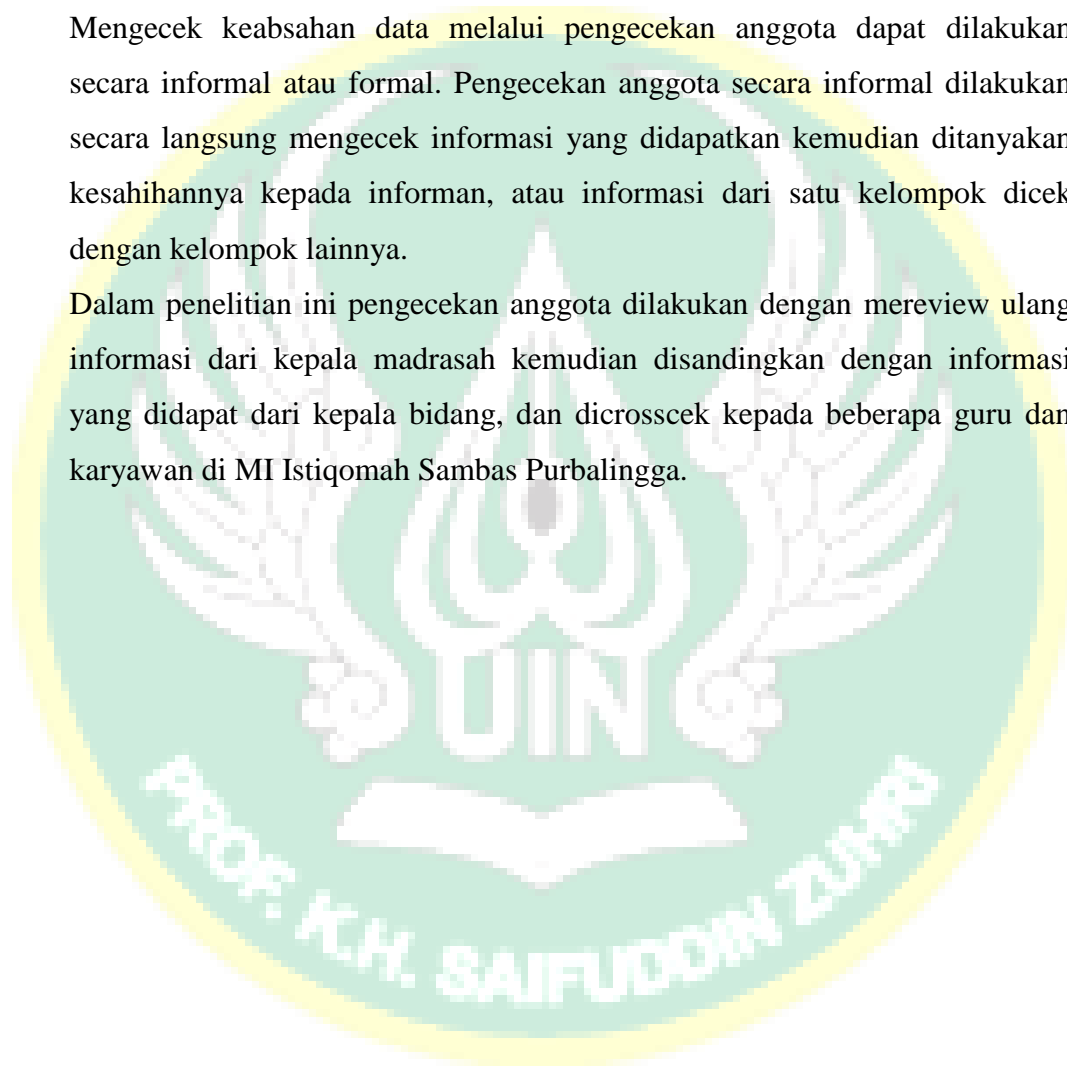 Mengecek keabsahan data melalui pengecekan anggota dapat dilakukan
secara informal atau formal. Pengecekan anggota secara informal dilakukan
secara langsung mengecek informasi yang didapatkan kemudian ditanyakan
kesahihannya kepada informan, atau informasi dari satu kelompok dicek
dengan kelompok lainnya.
Dalam penelitian ini pengecekan anggota dilakukan dengan mereview ulang
informasi dari kepala madrasah kemudian disandingkan dengan informasi
yang didapat dari kepala bidang, dan dicrosscek kepada beberapa guru dan
karyawan di MI Istiqomah Sambas Purbalingga.
UIN
PROF. K.H. SAIFUDDIN ZUHRI